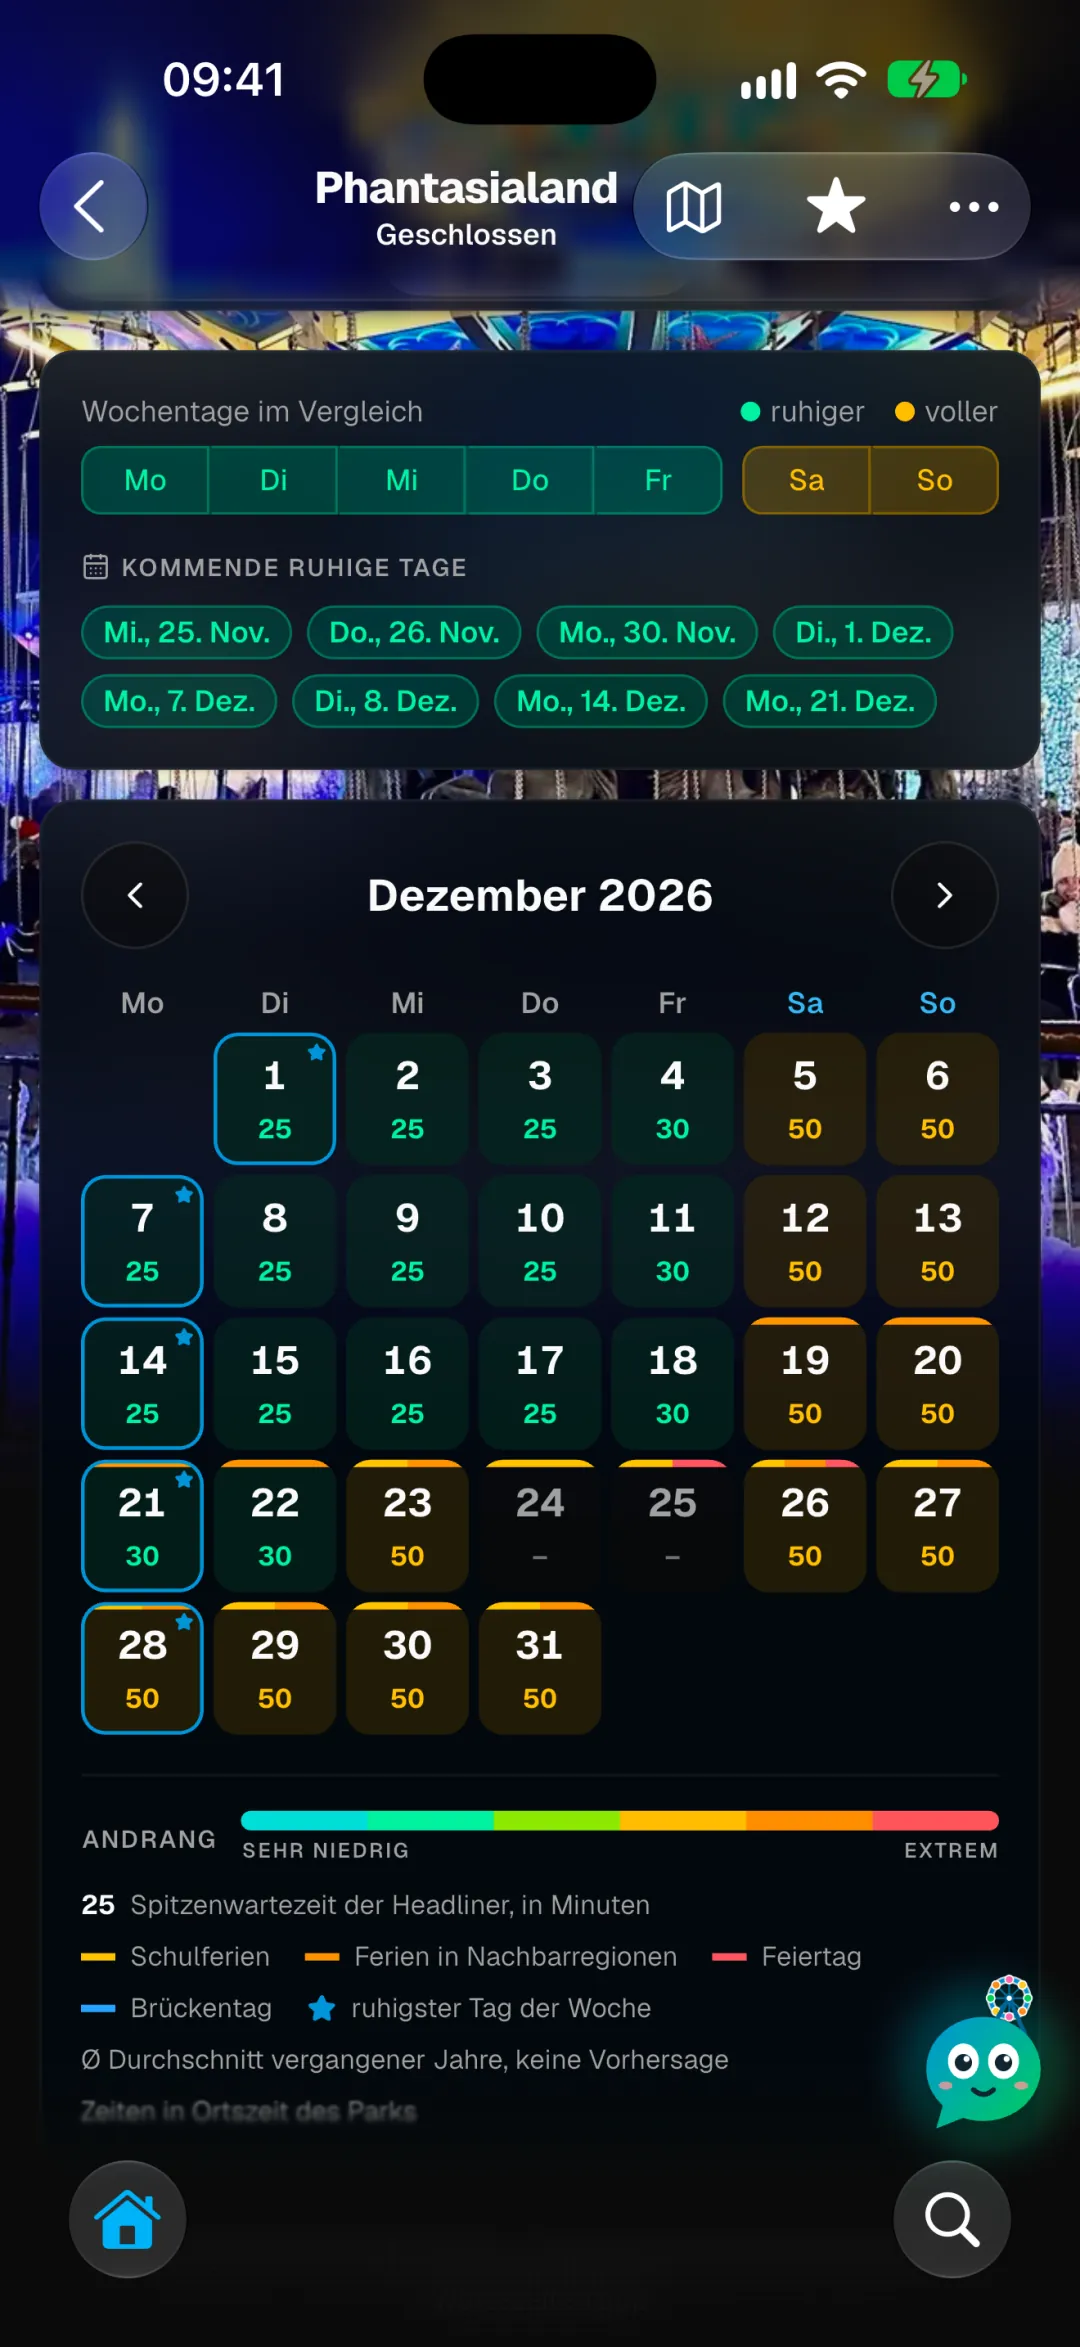 09:41
Phantasialand
Geschlossen
Wochentage im Vergleich ruhiger voller
Mo Di Mi Do Fr Sa So
KOMMENDE RUHIGE TAGE
Mi., 25. Nov. Do., 26. Nov. Mo., 30. Nov. Di., 1. Dez.
Mo., 7. Dez. Di., 8. Dez. Mo., 14. Dez. Mo., 21. Dez.
Dezember 2026
Mo Di Mi Do Fr Sa So
1 2 3 4 5 6
25 25 25 30 50 50
7 8 9 10 11 12 13
25 25 25 25 30 50 50
14 15 16 17 18 19 20
25 25 25 25 30 50 50
21 22 23 24 25 26 27
30 30 50 – – 50 50
28 29 30 31
50 50 50 50
ANDRANG
SEHR NIEDRIG EXTREM
25 Spitzenwartezeit der Headliner, in Minuten
Schulferien Ferien in Nachbarregionen Feiertag
Brückentag ruhigster Tag der Woche
Ø Durchschnitt vergangener Jahre, keine Vorhersage
Zeiten in Ortszeit des Parks